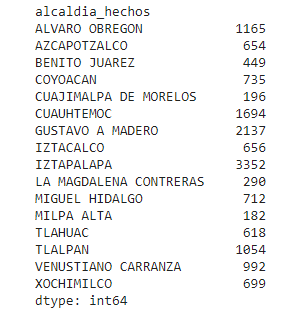 alcaldia_hechos
ALVARO OBREGON 1165
AZCAPOTZALCO 654
BENITO JUAREZ 449
COYOACAN 735
CUAJIMALPA DE MORELOS 196
CUAUHTEMOC 1694
GUSTAVO A MADERO 2137
IZTACALCO 656
IZTAPALAPA 3352
LA MAGDALENA CONTRERAS 290
MIGUEL HIDALGO 712
MILPA ALTA 182
TLAHUAC 618
TLALPAN 1054
VENUSTIANO CARRANZA 992
XOCHIMILCO 699
dtype: int64